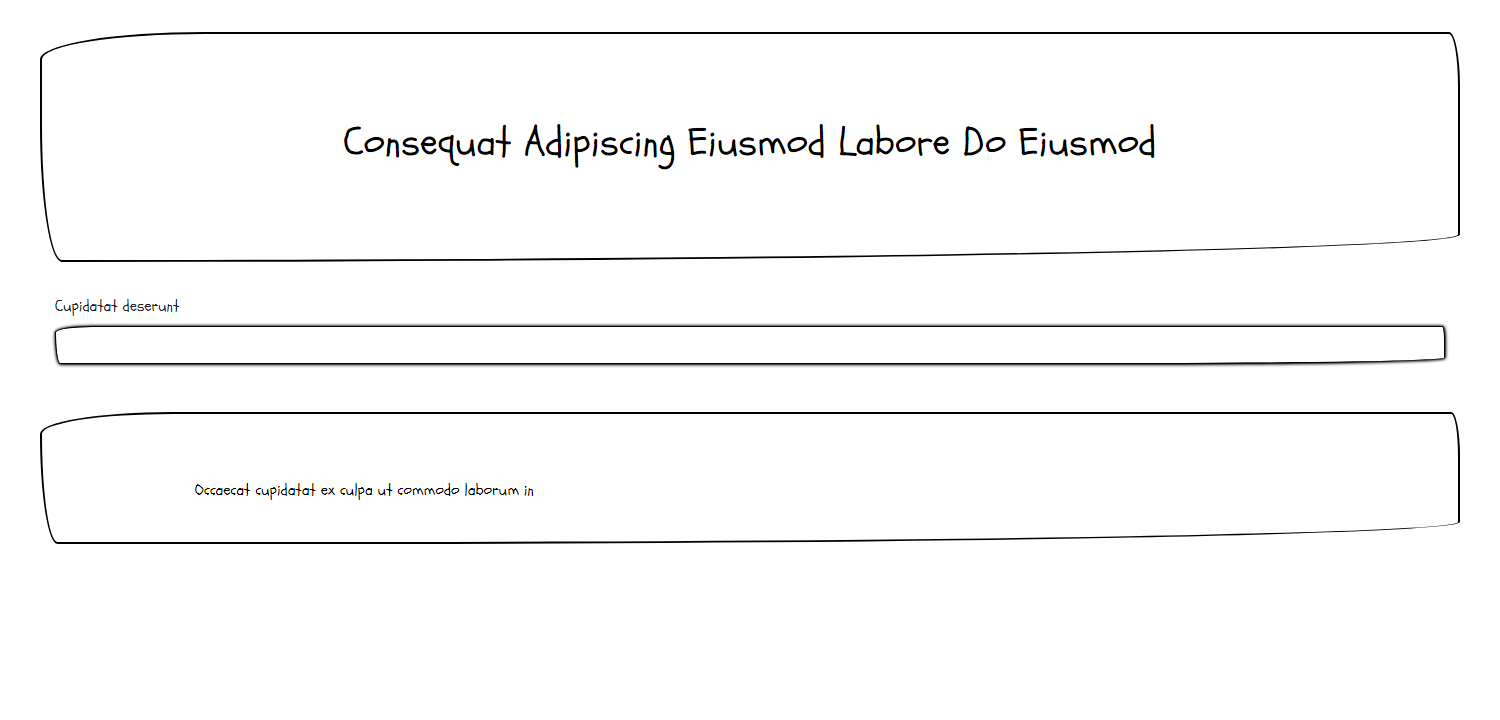 Consequat Adipiscing Eiusmod Labore Do Eiusmod
Cupidatat deserunt
Occaecat cupidatat ex culpa ut commodo laborum in